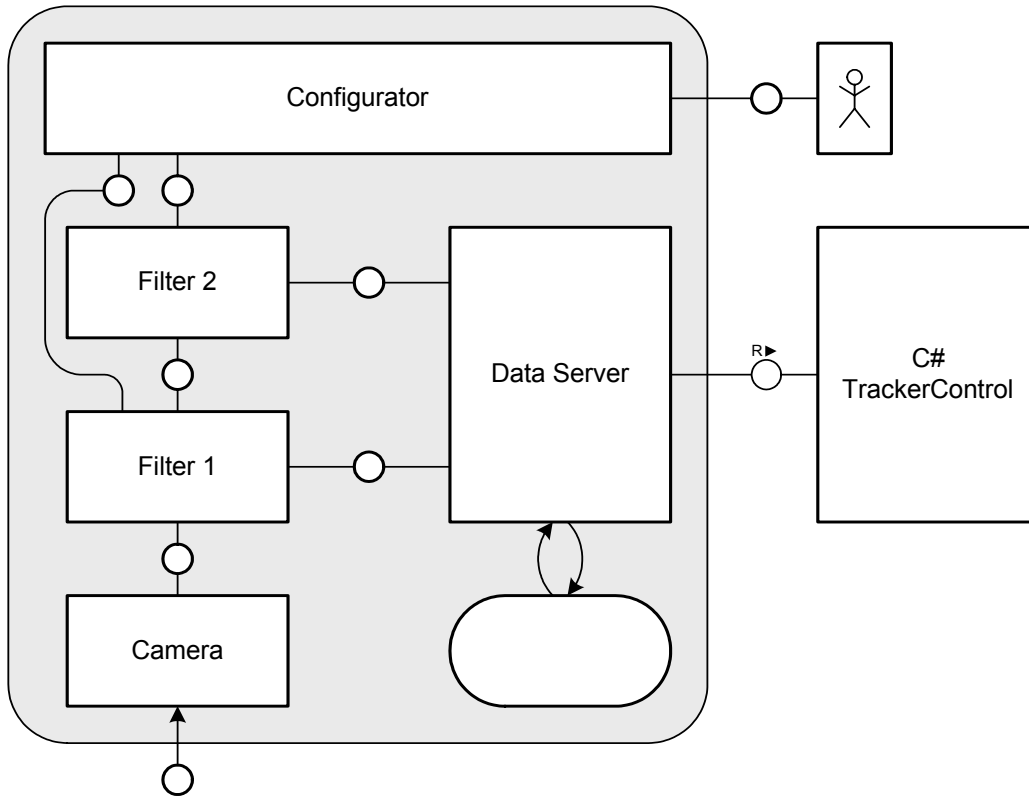 Configurator
Filter 2
Data Server
R▶
C#
TrackerControl
Filter 1
Camera